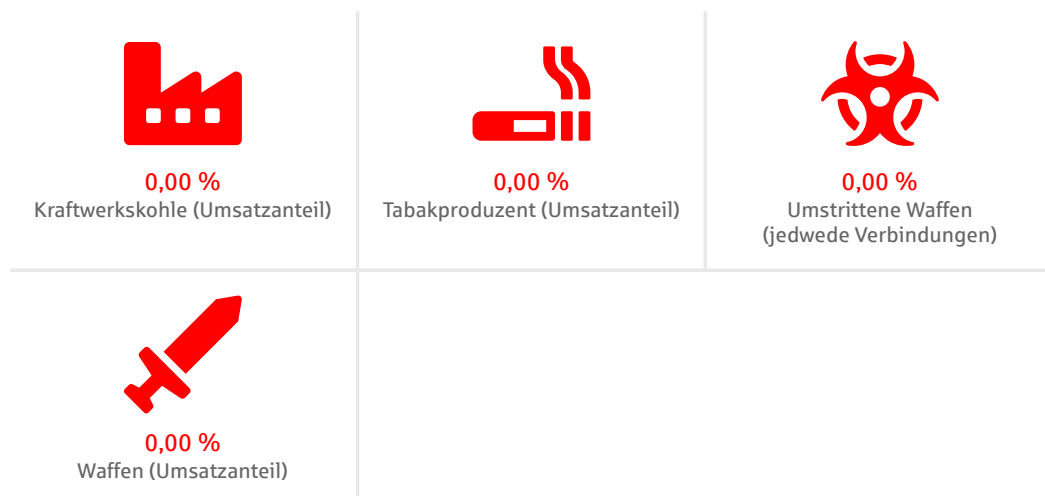 0,00 %
Kraftwerkskohle (Umsatzanteil)
0,00 %
Tabakproduzent (Umsatzanteil)
0,00 %
Umstrittene Waffen
(jedwede Verbindungen)
0,00 %
Waffen (Umsatzanteil)